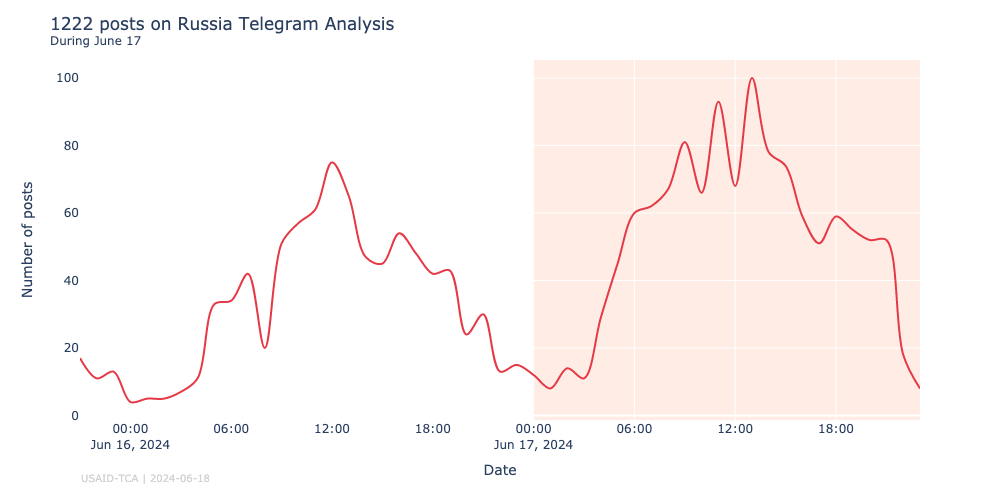 1222 posts on Russia Telegram Analysis
During June 17
Number of posts
100
80
60
40
20
0
00:00 06:00 12:00 18:00 00:00 06:00 12:00 18:00
Jun 16, 2024 Jun 17, 2024
Date
USAID-TCA | 2024-06-18